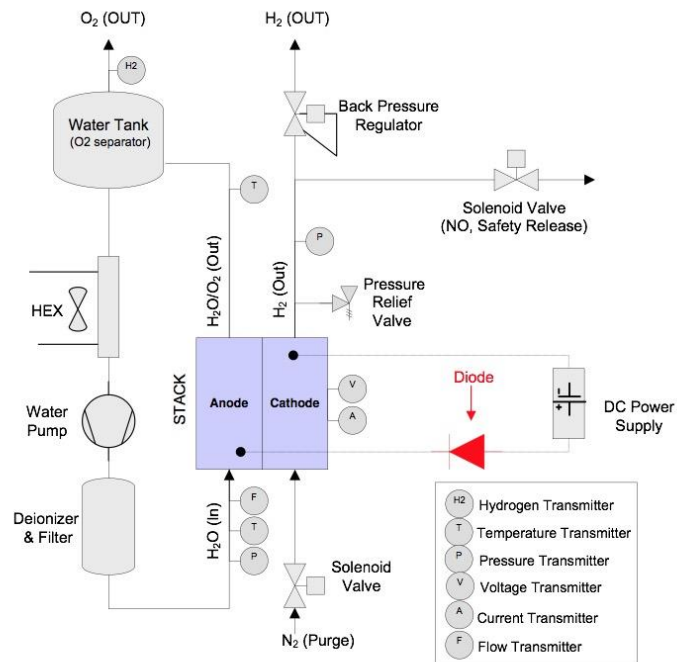 O₂ (OUT)
H₂ (OUT)
H2
Water Tank
(O2 separator)
Back Pressure
Regulator
T
Solenoid Valve
(NO, Safety Release)
P
H₂O/O₂ (Out)
H₂ (Out)
Pressure
Relief
Valve
HEX
STACK
Anode
Cathode
V
A
Diode
DC Power
Supply
- +
Water
Pump
Deionizer
& Filter
H₂O (In)
F
T
P
Solenoid
Valve
N₂ (Purge)
H2 Hydrogen Transmitter
T Temperature Transmitter
P Pressure Transmitter
V Voltage Transmitter
A Current Transmitter
F Flow Transmitter